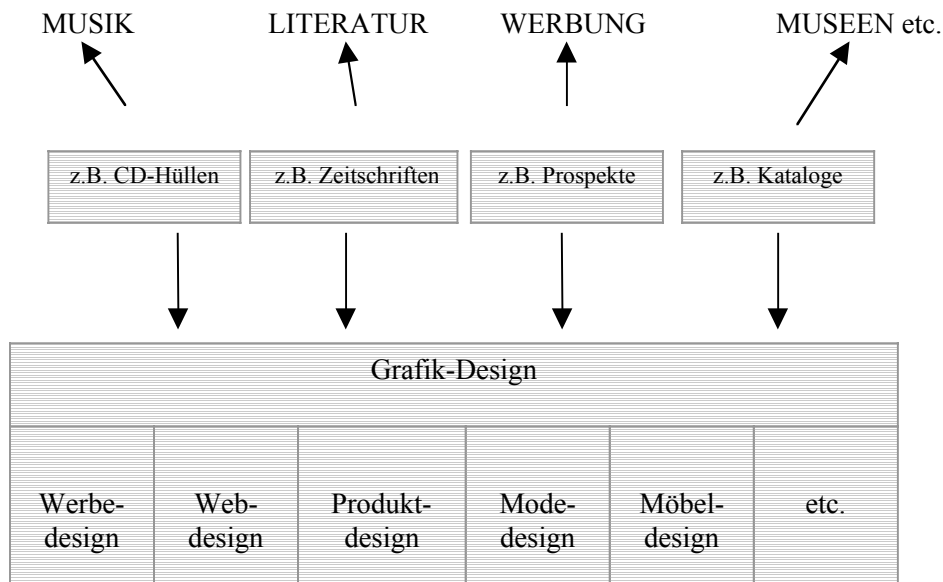 MUSIK LITERATUR WERBUNG MUSEEN etc.
z.B. CD-Hüllen z.B. Zeitschriften z.B. Prospekte z.B. Kataloge
Grafik-Design
Werbe- Web- Produkt- Mode- Möbel- etc.
design design design design design